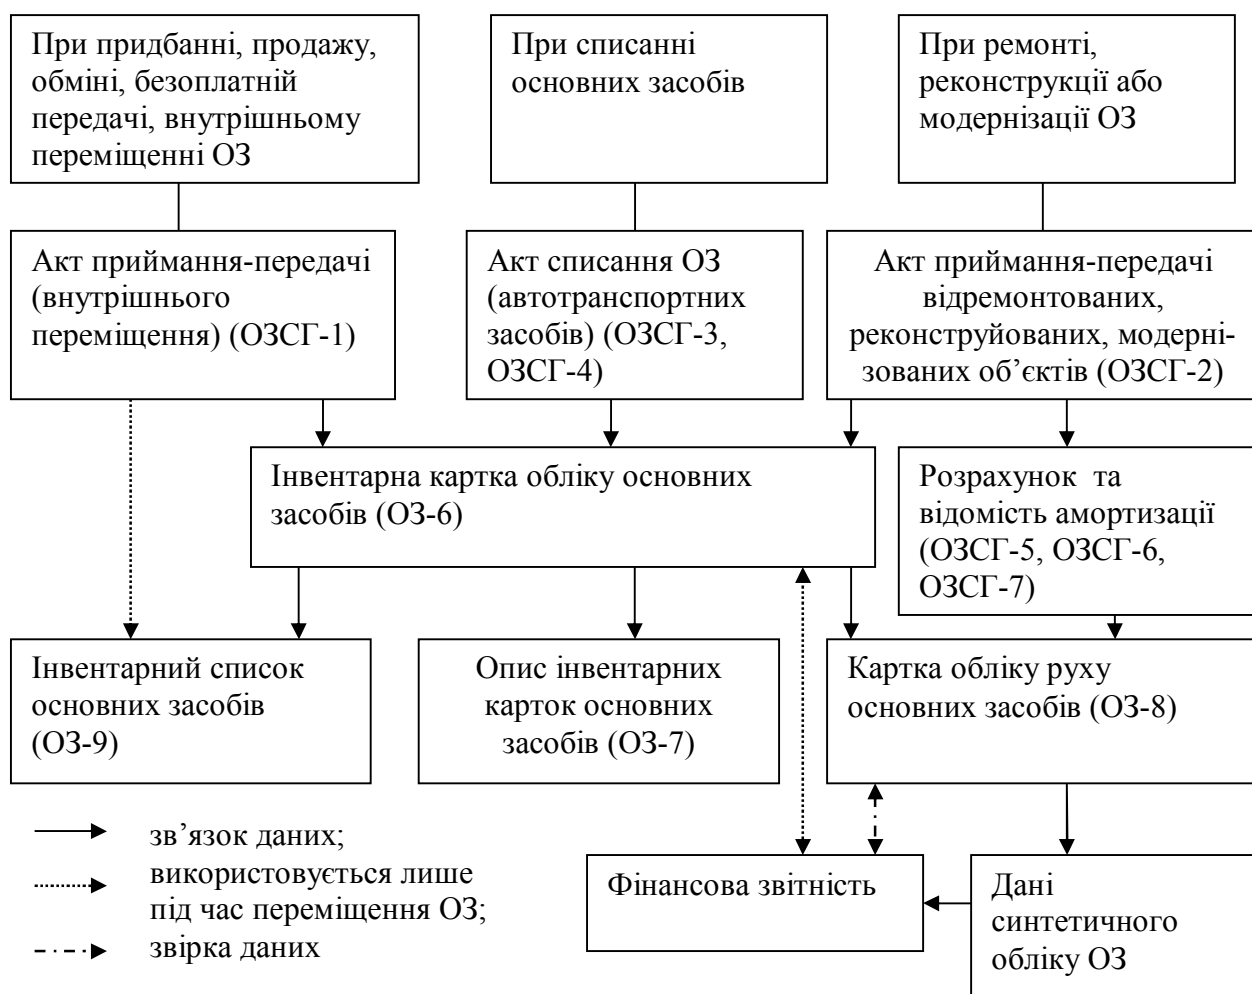 При придбанні, продажу,
обміні, безоплатній
передачі, внутрішньому
переміщенні ОЗ
При списанні
основних засобів
При ремонті,
реконструкції або
модернізації ОЗ
Акт приймання-передачі
(внутрішнього
переміщення) (ОЗСГ-1)
Акт списання ОЗ
(автотранспортних
засобів) (ОЗСГ-3,
ОЗСГ-4)
Акт приймання-передачі
відремонтованих,
реконструйованих, модерні-
зованих об’єктів (ОЗСГ-2)
Інвентарна картка обліку основних
засобів (ОЗ-6)
Розрахунок та
відомість амортизації
(ОЗСГ-5, ОЗСГ-6,
ОЗСГ-7)
Інвентарний список
основних засобів
(ОЗ-9)
Опис інвентарних
карток основних
засобів (ОЗ-7)
Картка обліку руху
основних засобів (ОЗ-8)
зв’язок даних;
використовується лише
під час переміщення ОЗ;
звірка даних
Фінансова звітність
Дані
синтетичного
обліку ОЗ